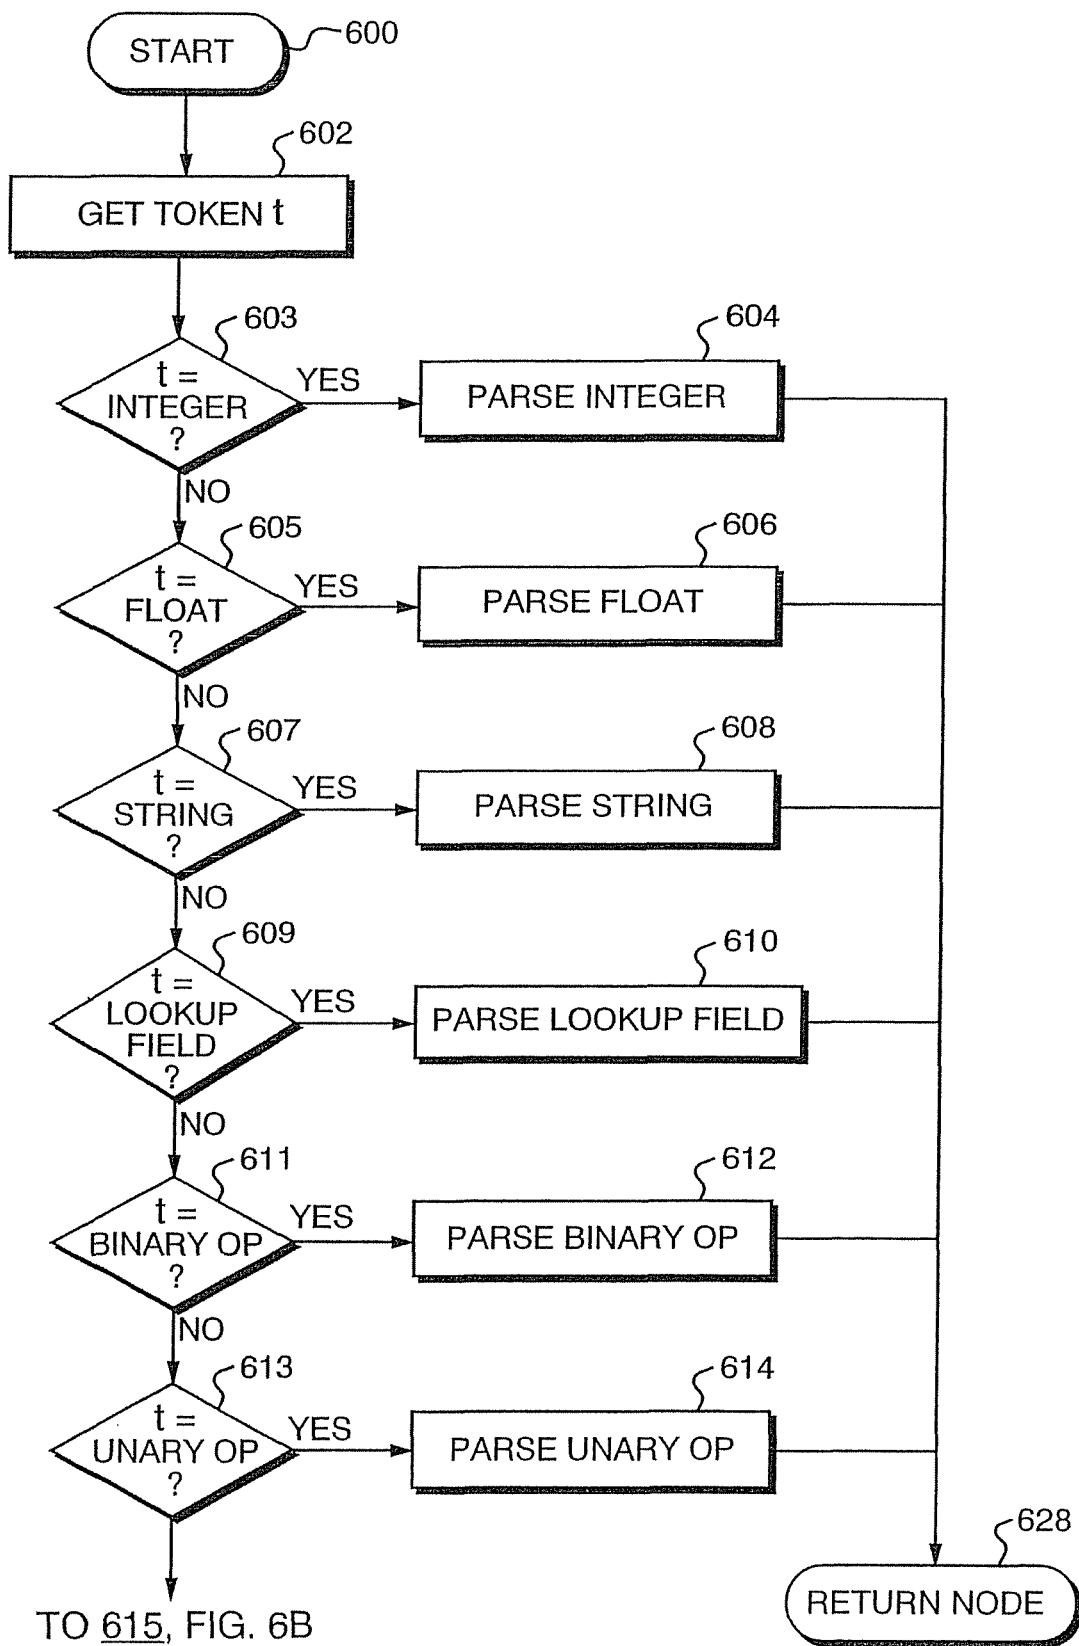 START
600
602
GET TOKEN t
603
t =
INTEGER
?
YES
604
PARSE INTEGER
NO
605
t =
FLOAT
?
YES
606
PARSE FLOAT
NO
607
t =
STRING
?
YES
608
PARSE STRING
NO
609
t =
LOOKUP
FIELD
?
YES
610
PARSE LOOKUP FIELD
NO
611
t =
BINARY OP
?
YES
612
PARSE BINARY OP
NO
613
t =
UNARY OP
?
YES
614
PARSE UNARY OP
628
RETURN NODE
TO 615, FIG. 6B